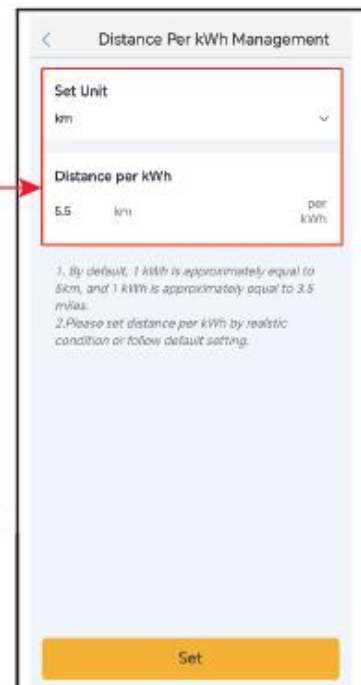 Distance Per kWh Management
Set Unit
km
Distance per kWh
5.5 km per
kWh
1. By default, 1 kWh is approximately equal to
5km, and 1 kWh is approximately equal to 3.5
miles.
2.Please set distance per kWh by realstic
condition or follow default setting.
Set